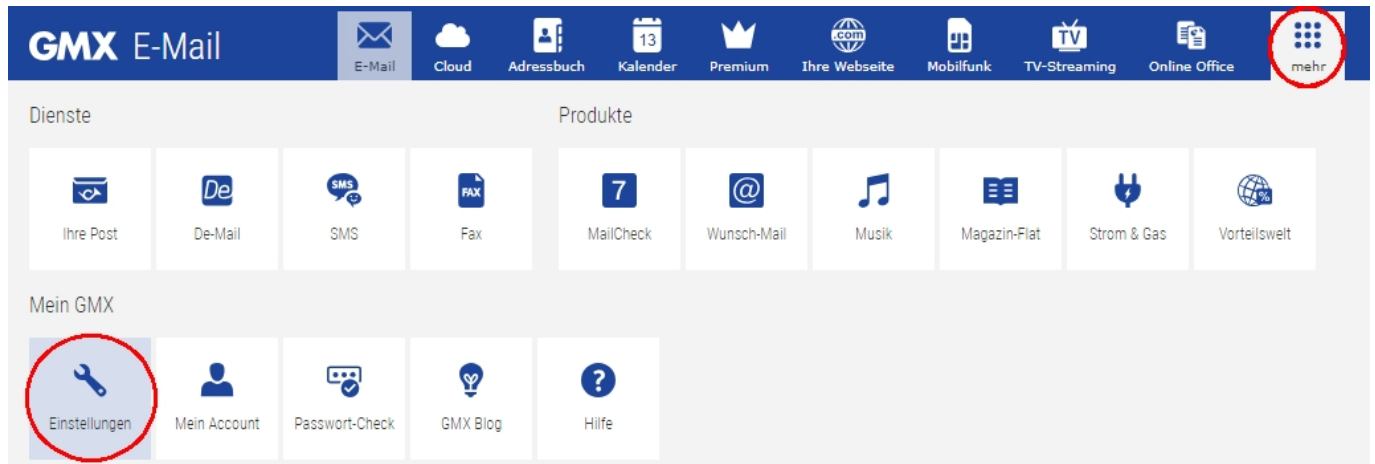 GMX E-Mail
E-Mail
Cloud
Adressbuch
13
Kalender
Premium
.com
Ihre Webseite
Mobilfunk
TV
TV-Streaming
Online Office
mehr
Dienste
Produkte
Ihre Post
De
De-Mail
SMS
SMS
FAX
Fax
7
MailCheck
@
Wunsch-Mail
Musik
Magazin-Flat
Strom & Gas
%
Vorteilswelt
Mein GMX
Einstellungen
Mein Account
Passwort-Check
GMX Blog
?
Hilfe